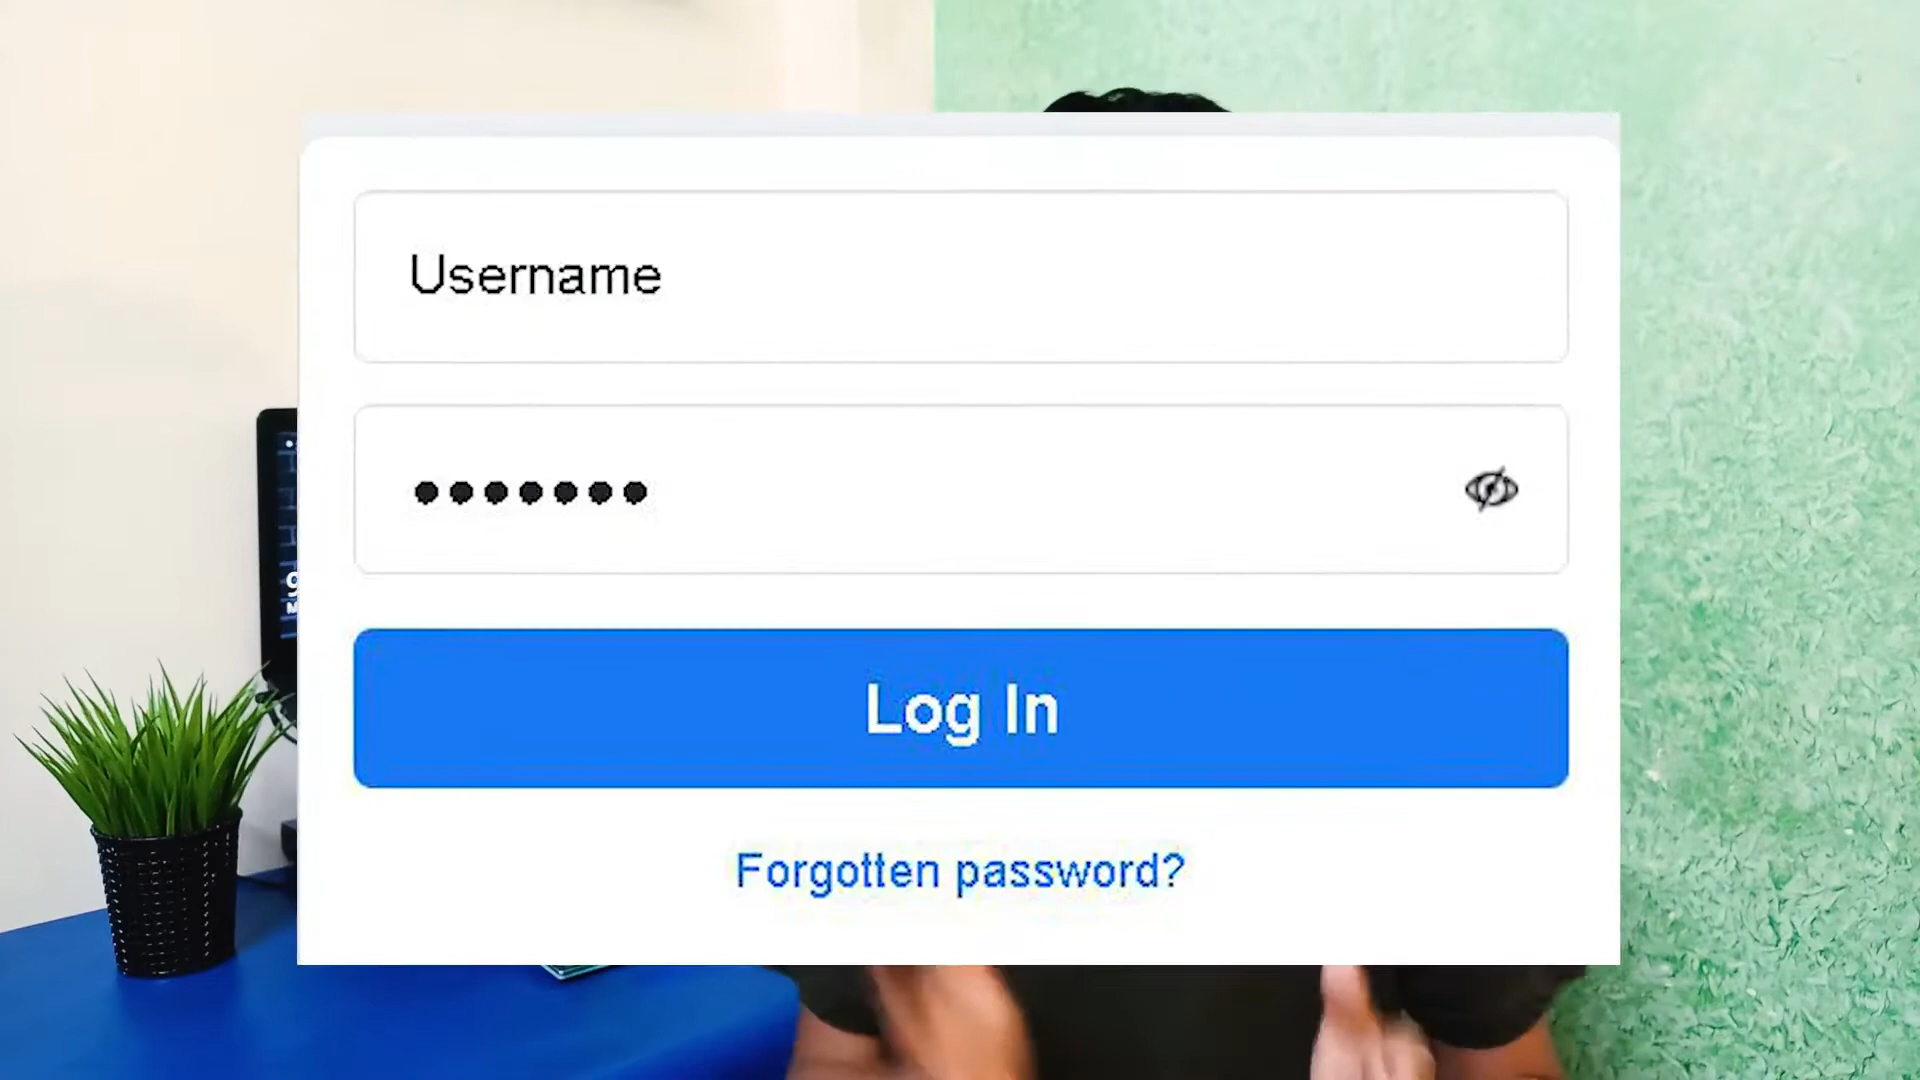 Username
•••••••
Log In
Forgotten password?